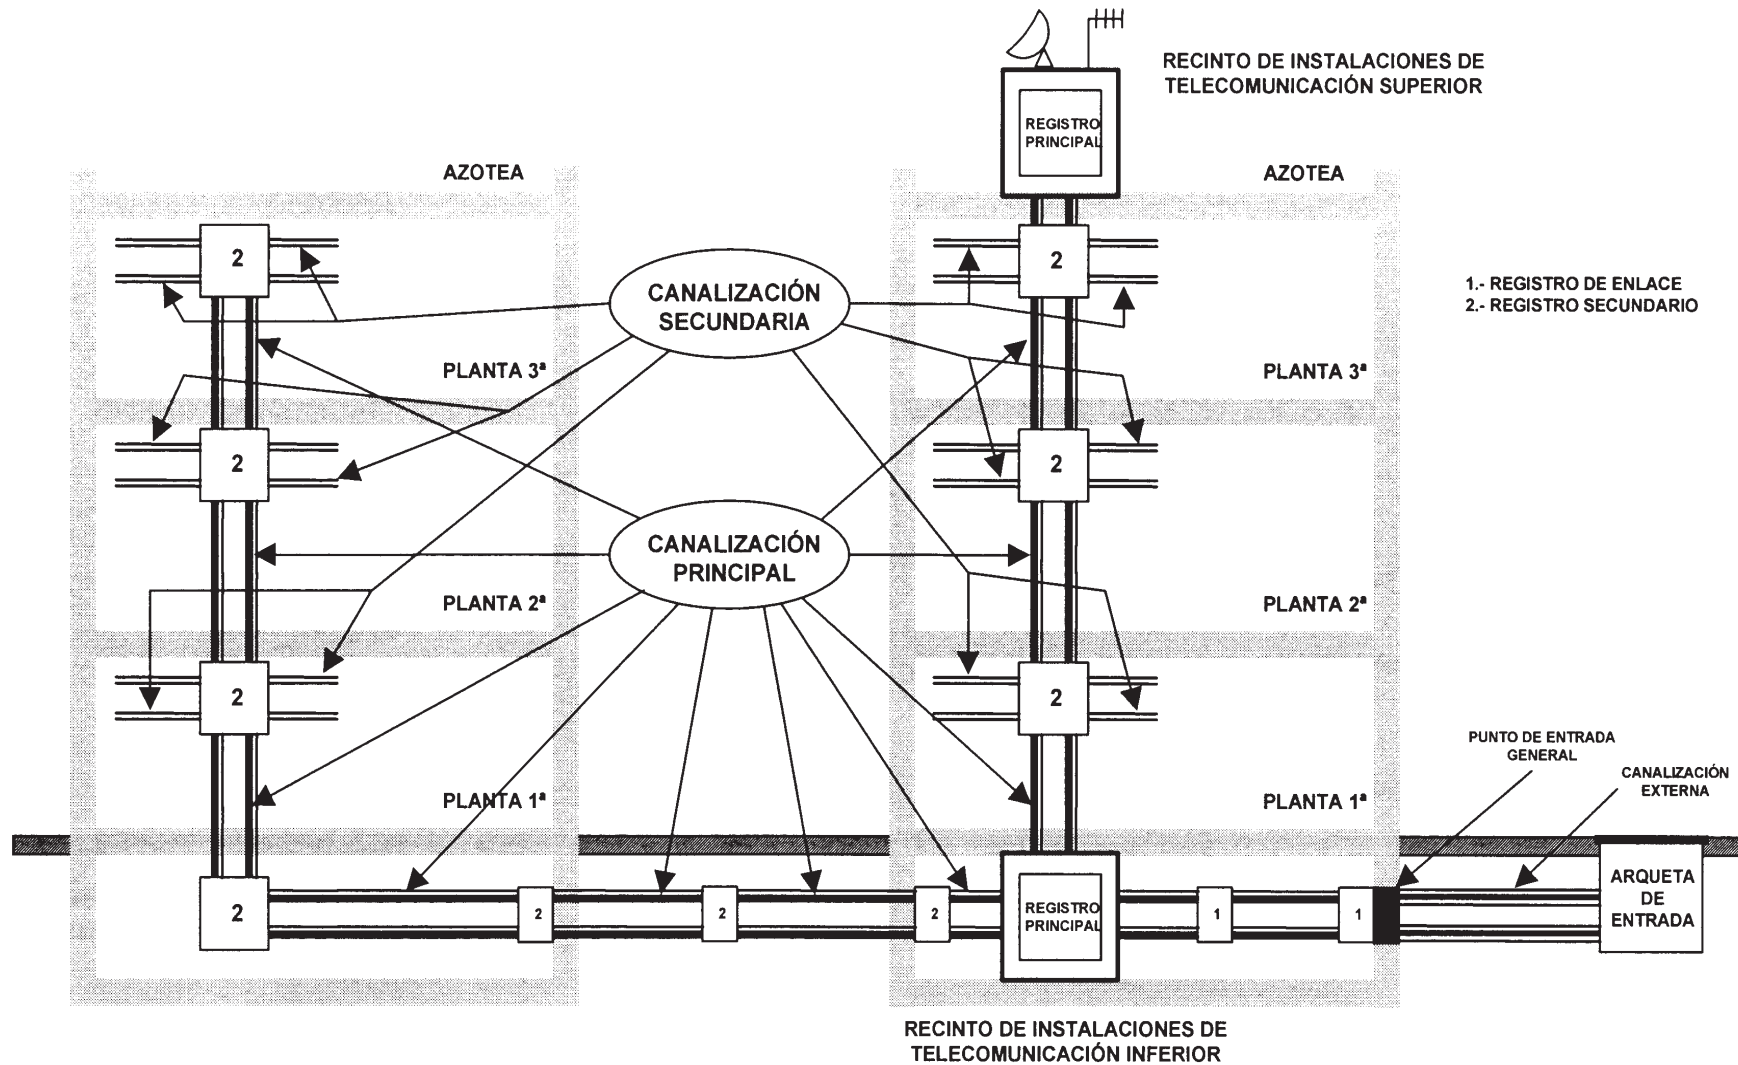 RECINTO DE INSTALACIONES DE
TELECOMUNICACIÓN SUPERIOR
REGISTRO
PRINCIPAL
AZOTEA
AZOTEA
2
2
CANALIZACIÓN
SECUNDARIA
1.- REGISTRO DE ENLACE
2.- REGISTRO SECUNDARIO
PLANTA 3ª
PLANTA 3ª
2
2
CANALIZACIÓN
PRINCIPAL
PLANTA 2ª
PLANTA 2ª
2
2
PUNTO DE ENTRADA
GENERAL
CANALIZACIÓN
EXTERNA
PLANTA 1ª
PLANTA 1ª
2
2
2
2
REGISTRO
PRINCIPAL
1
1
ARQUETA
DE
ENTRADA
RECINTO DE INSTALACIONES DE
TELECOMUNICACIÓN INFERIOR